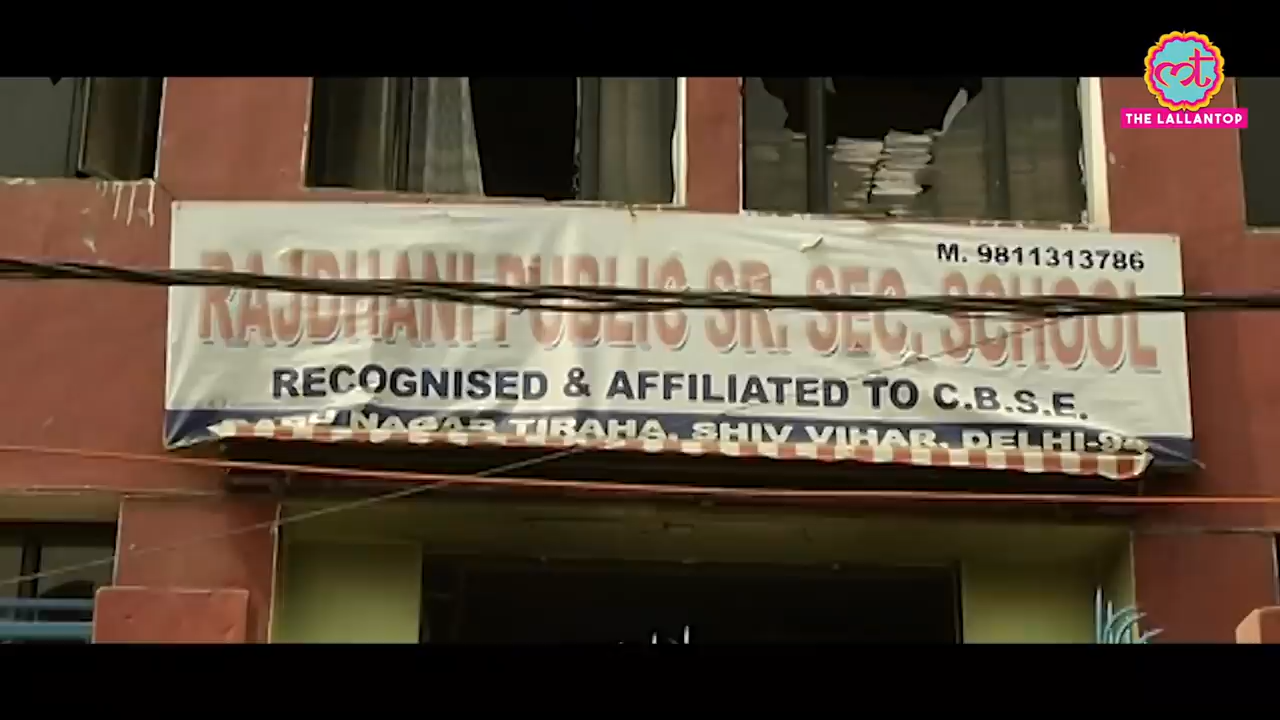 THE LALLANTOP
M. 9811313786
RAJDHANI PUBLIC SR. SEC. SCHOOL
RECOGNISED & AFFILIATED TO C.B.S.E.
NAGAR TIRAHA, SHIV VIHAR, DELHI-94